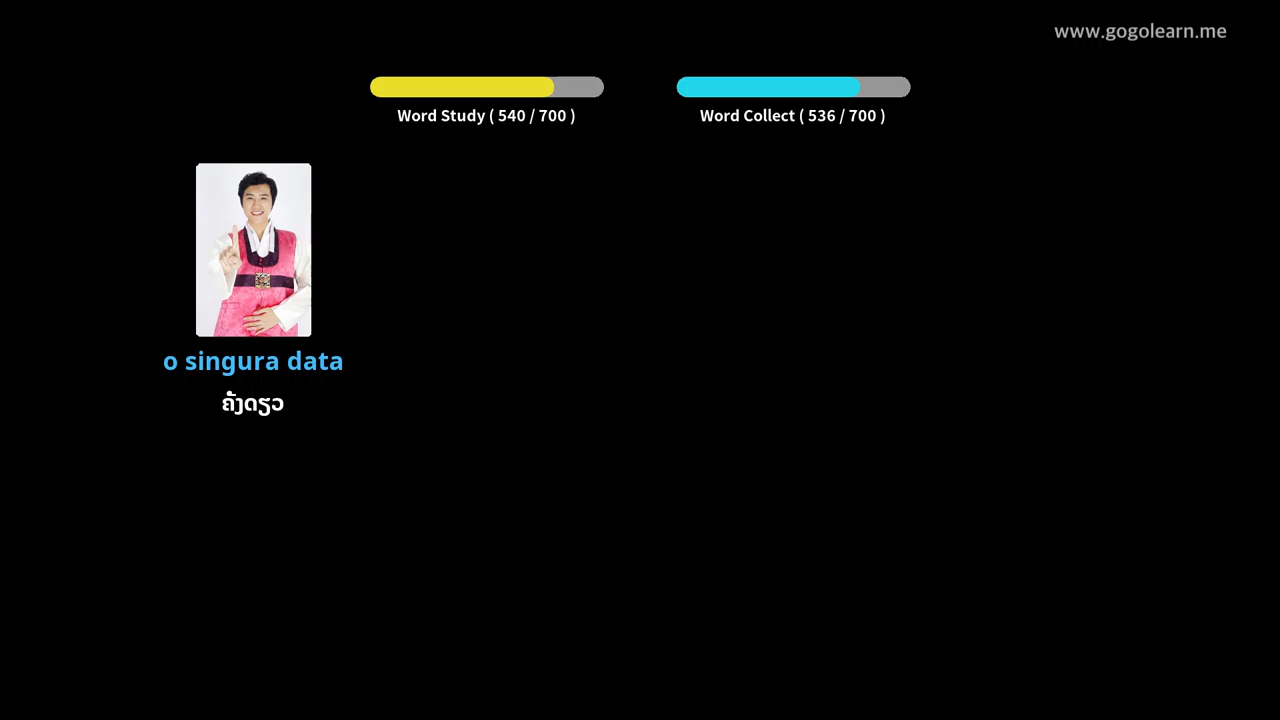 www.gogolearn.me
Word Study ( 540 / 700 )
Word Collect ( 536 / 700 )
o singura data
ຄັ້ງດຽວ